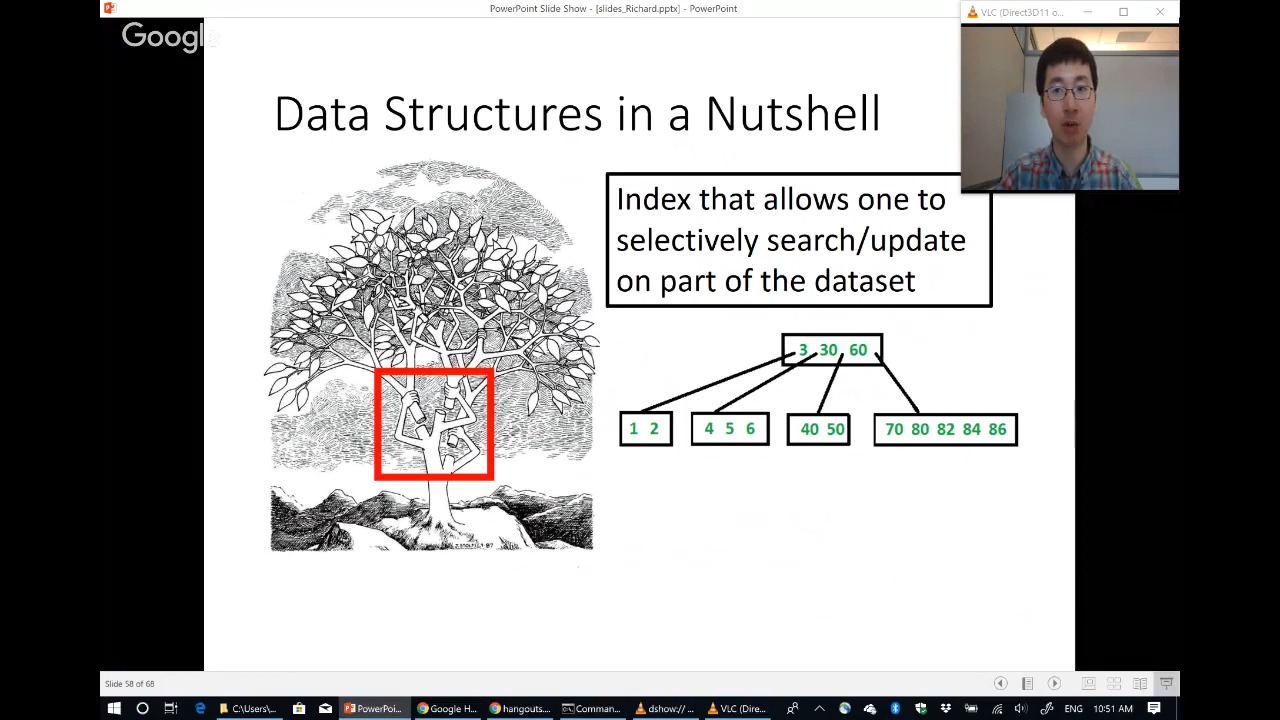 PowerPoint Slide Show - [slides_Richard.pptx] - PowerPoint
VLC (Direct3D11 o...
Google
Data Structures in a Nutshell
Index that allows one to
selectively search/update
on part of the dataset
3 30 60
1 2
4 5 6
40 50
70 80 82 84 86
Slide 58 of 68
C:\Users\...
PowerPoi...
Google H...
hangouts...
Comman...
dshow:// ...
VLC (Dire...
ENG
10:51 AM